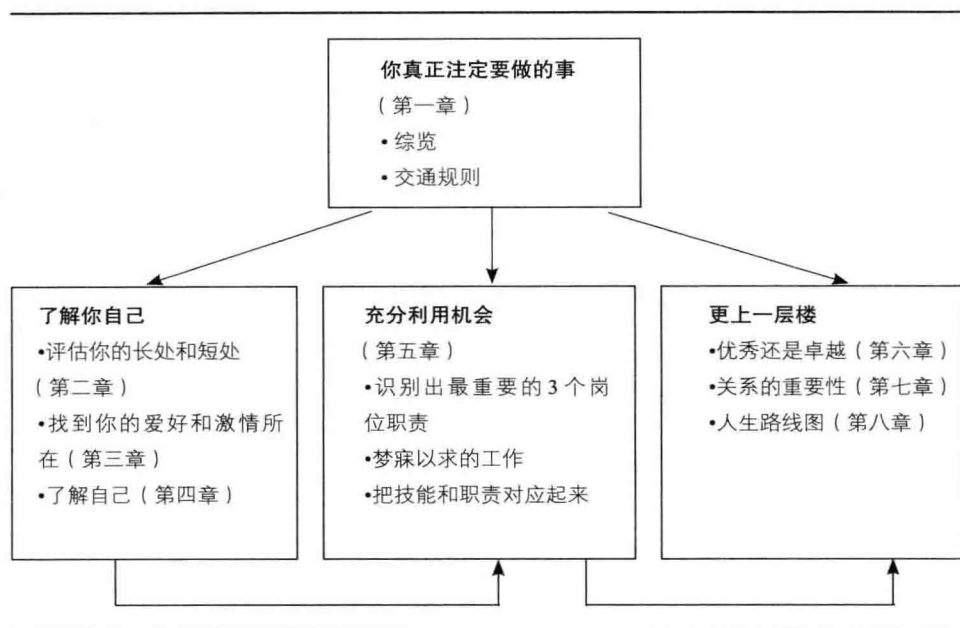 你真正注定要做的事
（第一章）
• 综览
• 交通规则
了解你自己
•评估你的长处和短处
（第二章）
•找到你的爱好和激情所
在（第三章）
•了解自己（第四章）
充分利用机会
（第五章）
•识别出最重要的3个岗
位职责
•梦寐以求的工作
•把技能和职责对应起来
更上一层楼
•优秀还是卓越（第六章）
•关系的重要性（第七章）
•人生路线图（第八章）